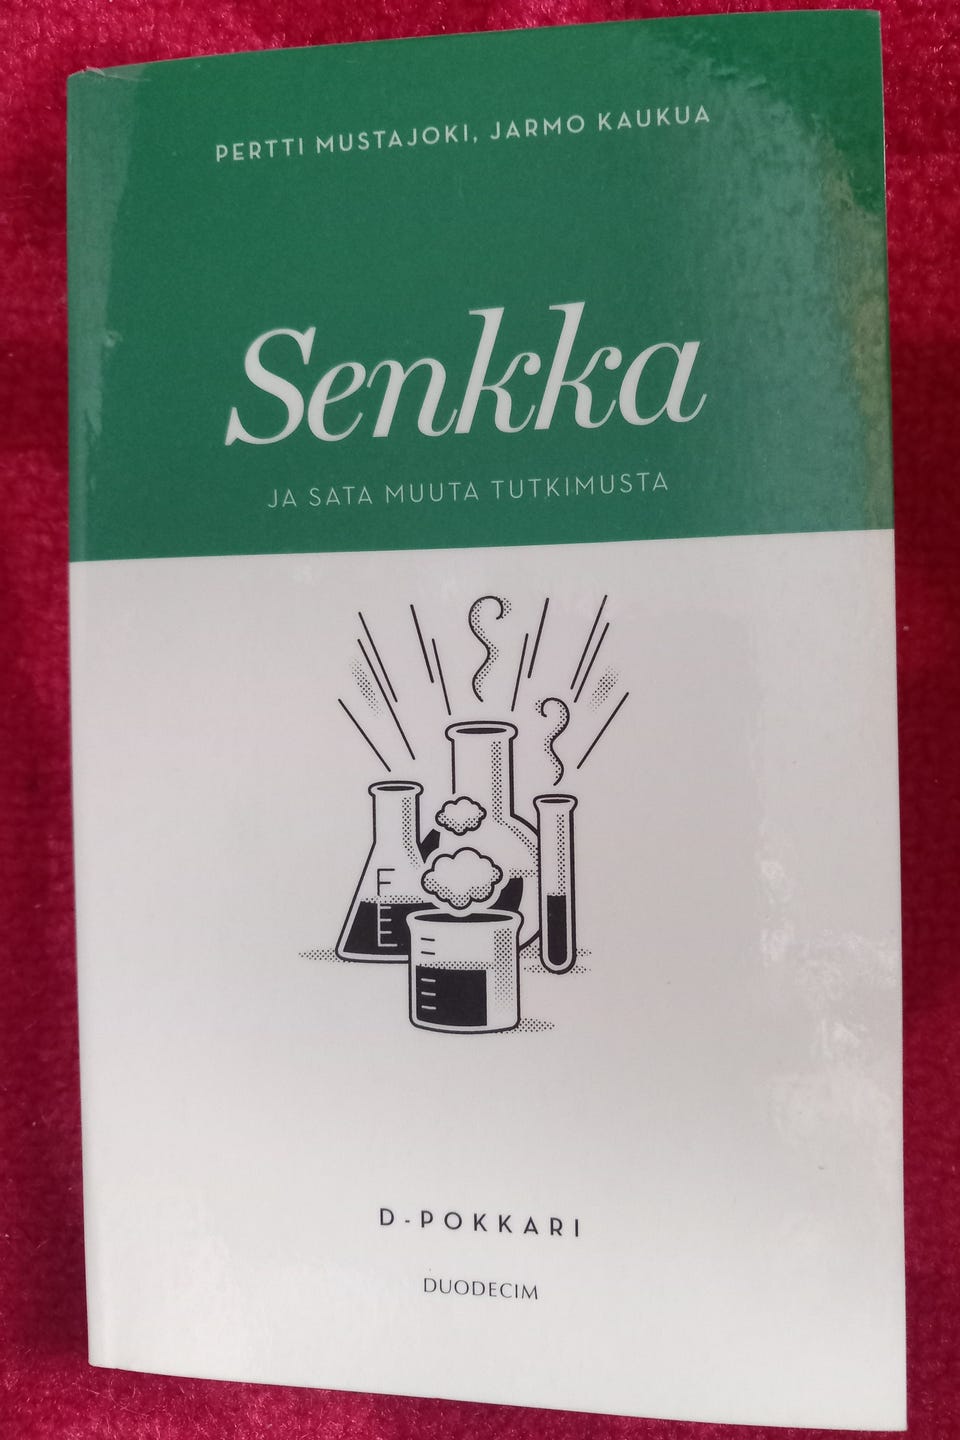 PERTTI MUSTAJOKI, JARMO KAUKUA
Senkka
JA SATA MUUTA TUTKIMUSTA
D-POKKARI
DUODECIM